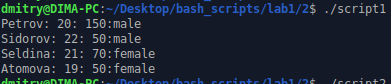 dmitry@DIMA-PC:~/Desktop/bash_scripts/lab1/2$ ./script1
Petrov: 20: 150:male
Sidorov: 22: 50:male
Seldina: 21: 70:female
Atomova: 19: 50:female
dmitry@DIMA-PC:~/Desktop/bash_scripts/lab1/2$